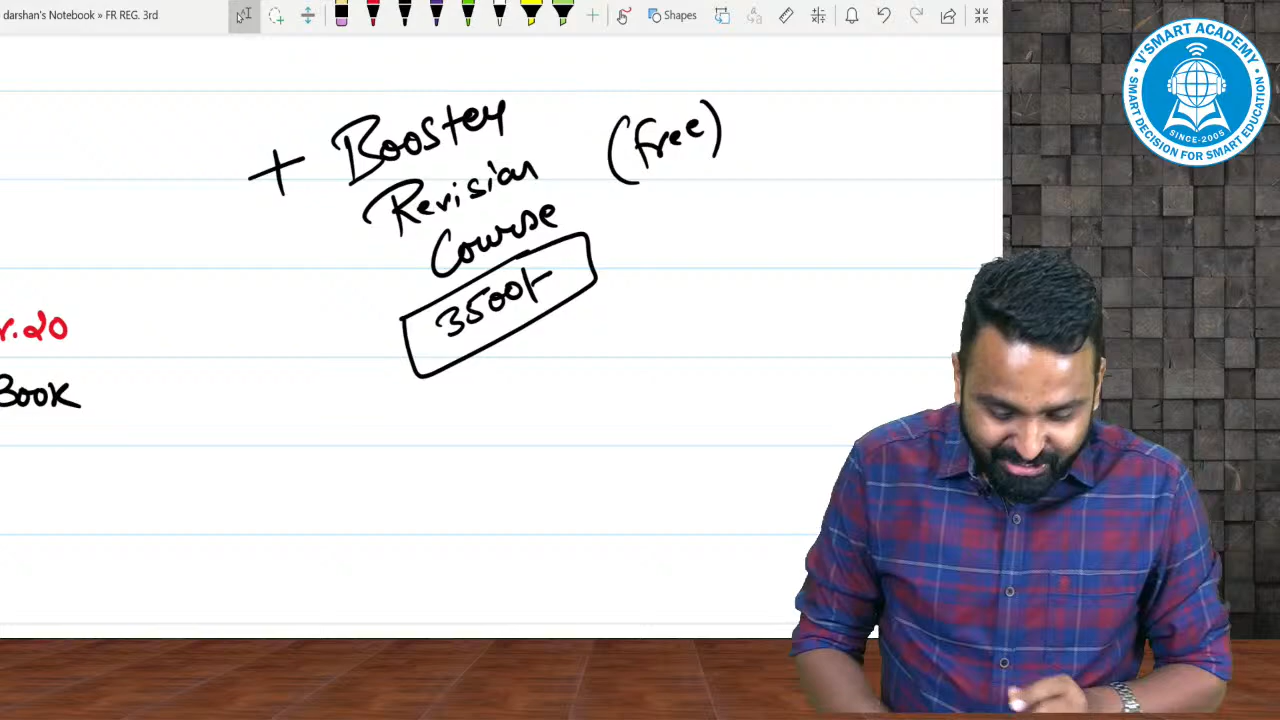 darshan's Notebook » FR REG. 3rd
Shapes
+ Booster (free)
Revision
Course
3500/-
r.20
Book
V'SMART ACADEMY
SINCE-2005
SMART DECISION FOR SMART EDUCATION